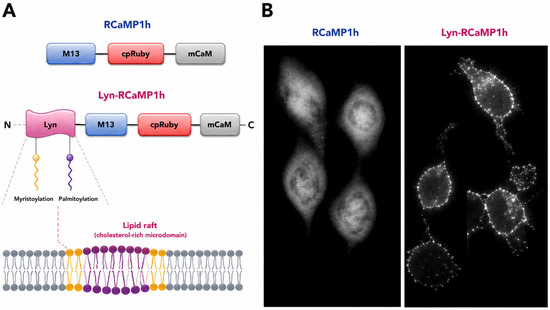 A
RCaMP1h
M13
cpRuby
mCaM
Lyn-RCaMP1h
N
Lyn
M13
cpRuby
mCaM
C
Myristoylation
Palmitoylation
Lipid raft
(cholesterol-rich microdomain)
B
RCaMP1h
Lyn-RCaMP1h